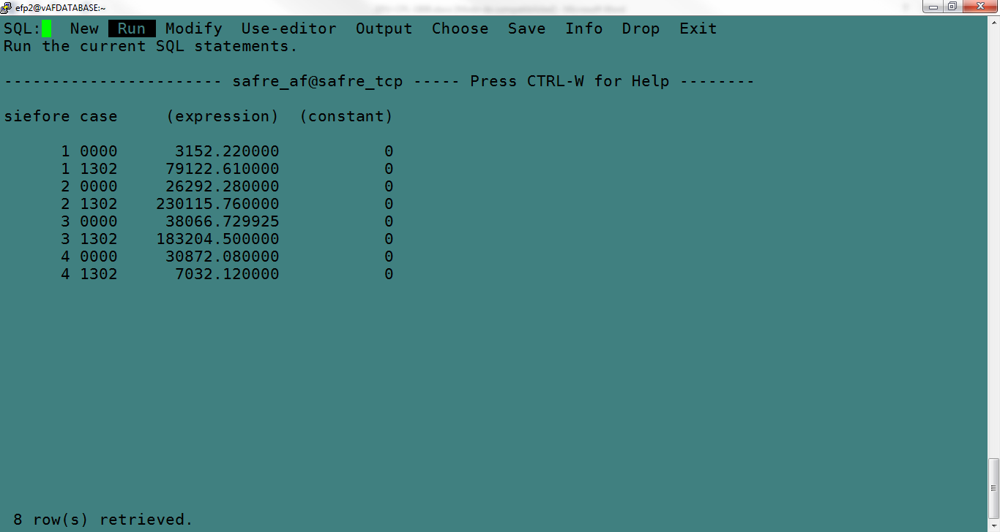 efp2@vAFDATABASE:~
SQL: New Run Modify Use-editor Output Choose Save Info Drop Exit
Run the current SQL statements.
----------------------- safre_af@safre_tcp ----- Press CTRL-W for Help --------
siefore case (expression) (constant)
1 0000 3152.220000 0
1 1302 79122.610000 0
2 0000 26292.280000 0
2 1302 230115.760000 0
3 0000 38066.729925 0
3 1302 183204.500000 0
4 0000 30872.080000 0
4 1302 7032.120000 0
8 row(s) retrieved.